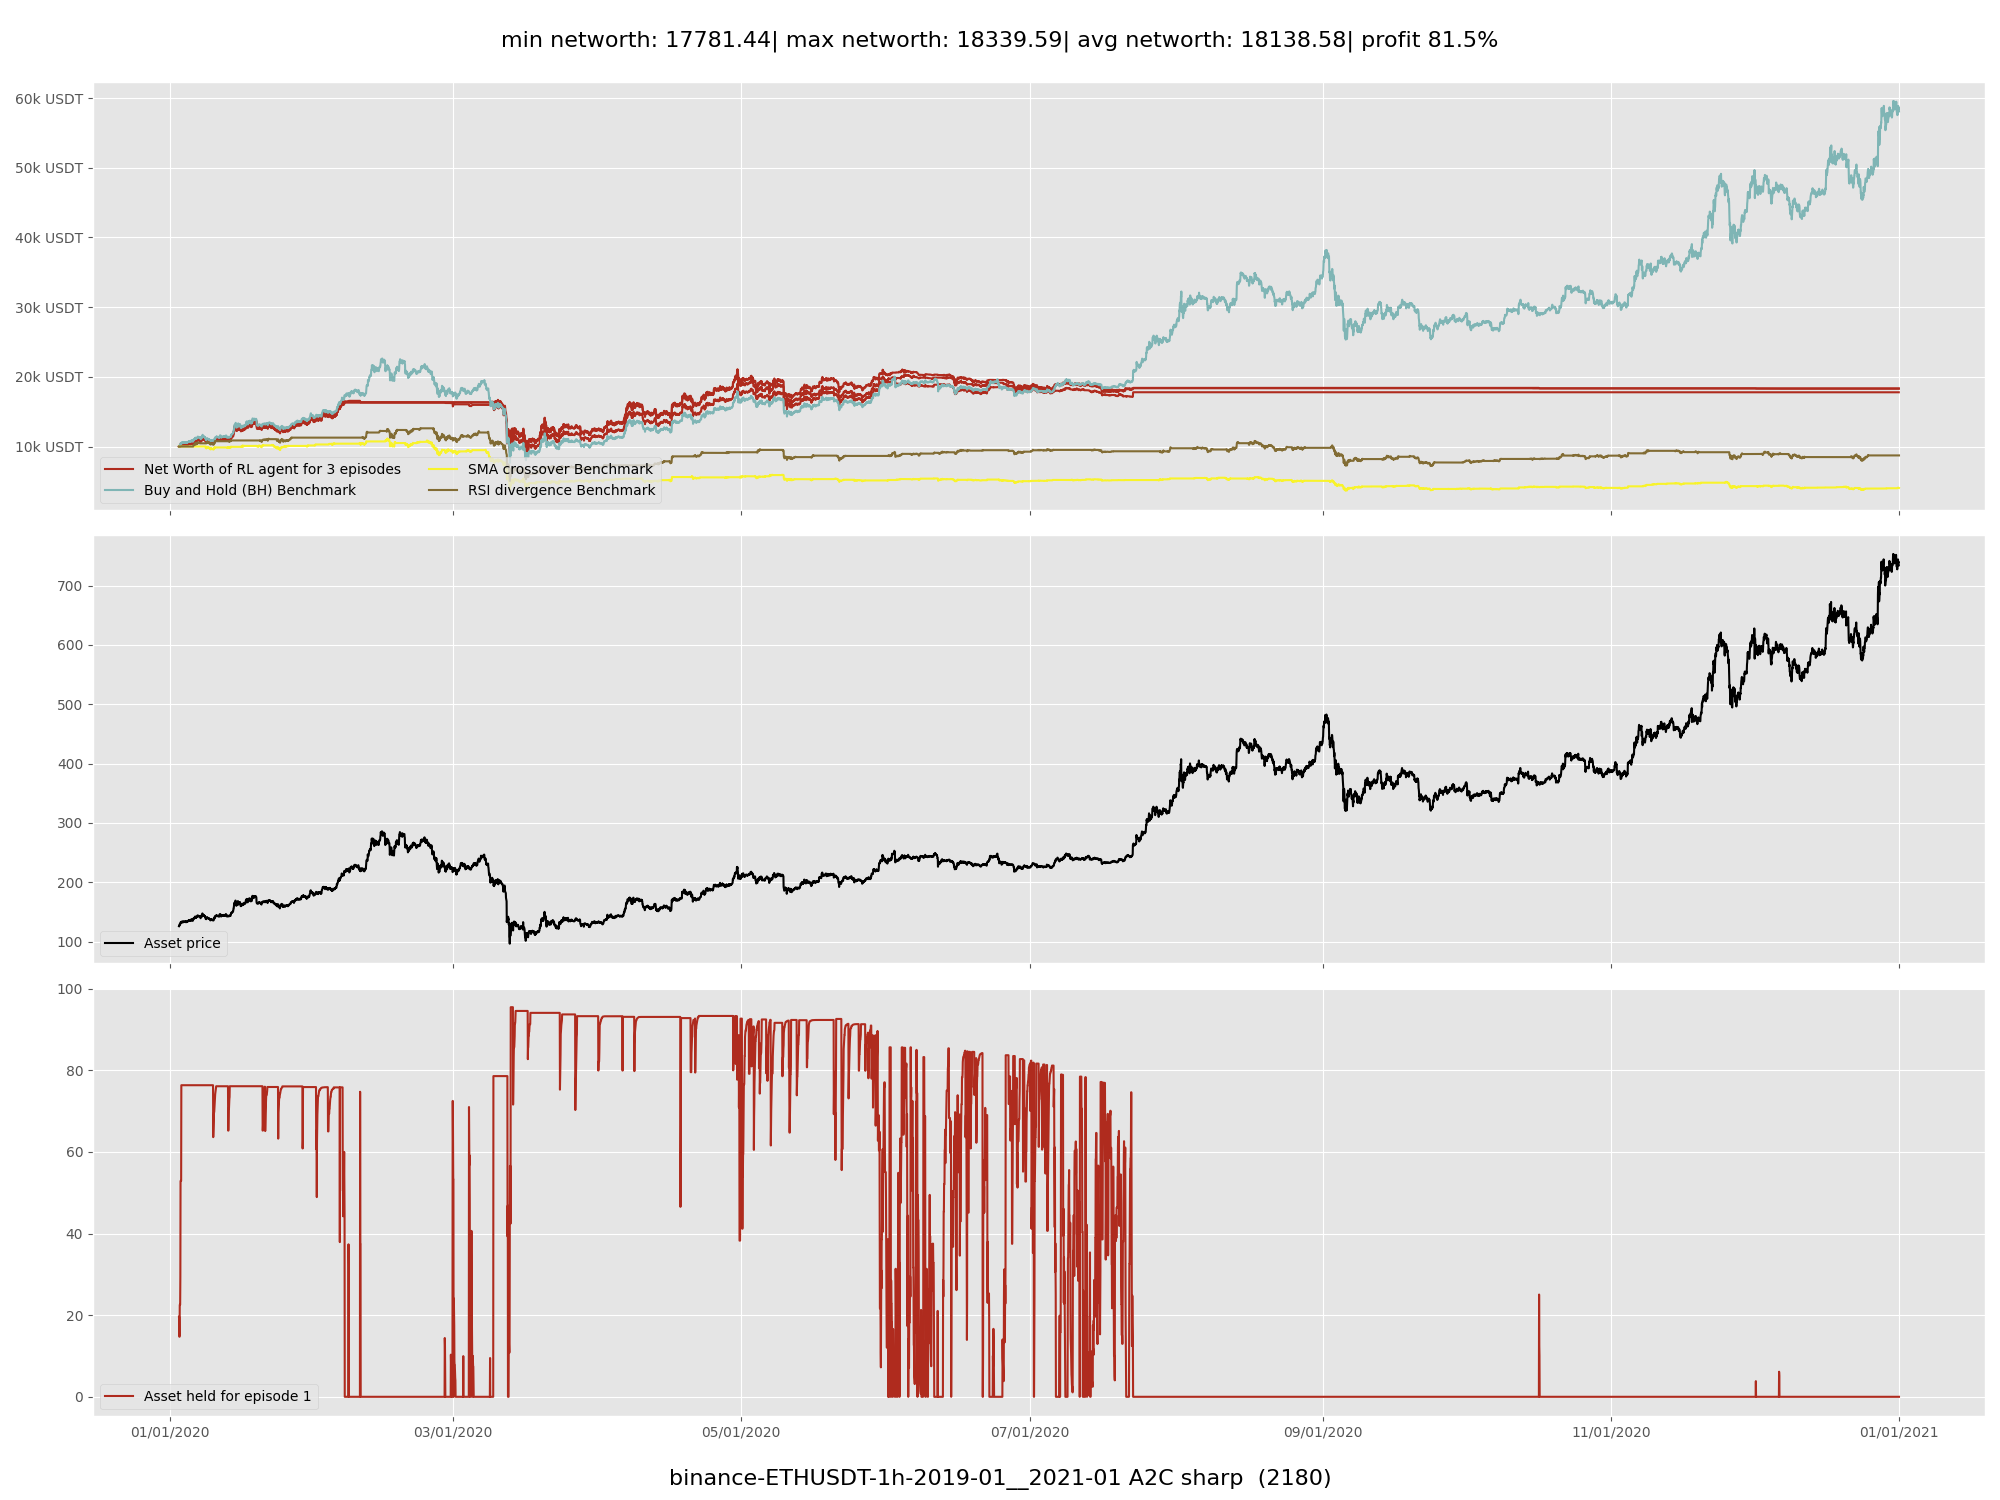 min networth: 17781.44| max networth: 18339.59| avg networth: 18138.58| profit 81.5%
60k USDT
50k USDT
40k USDT
30k USDT
20k USDT
10k USDT
Net Worth of RL agent for 3 episodes
Buy and Hold (BH) Benchmark
SMA crossover Benchmark
RSI divergence Benchmark
700
600
500
400
300
200
100
Asset price
100
80
60
40
20
0
Asset held for episode 1
01/01/2020
03/01/2020
05/01/2020
07/01/2020
09/01/2020
11/01/2020
01/01/2021
binance-ETHUSDT-1h-2019-01__2021-01 A2C sharp  (2180)